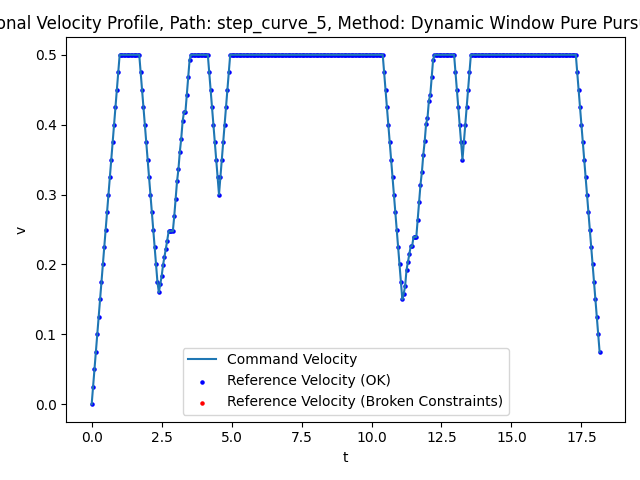 onal Velocity Profile, Path: step_curve_5, Method: Dynamic Window Pure Purs
0.5
0.4
0.3
0.2
0.1
0.0
v
Command Velocity
Reference Velocity (OK)
Reference Velocity (Broken Constraints)
0.0 2.5 5.0 7.5 10.0 12.5 15.0 17.5
t